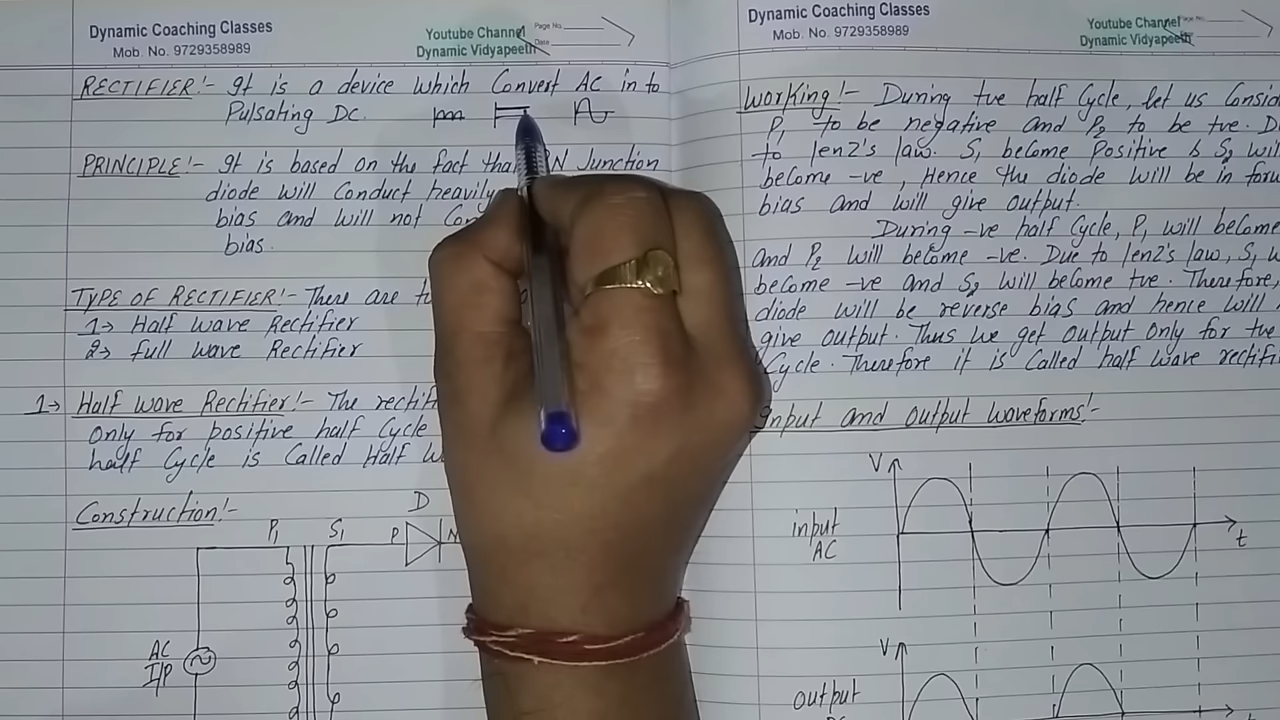 Dynamic Coaching Classes
Mob. No. 9729358989
Youtube Channel
Dynamic Vidyapeeth
Page No.
Date
RECTIFIER!- It is a device which Convert AC in to
Pulsating DC.
PRINCIPLE!- It is based on the fact that PN Junction
diode will Conduct heavily
bias and will not
bias.
TYPE OF RECTIFIER!- There are
1→ Half wave Rectifier
2→ full wave Rectifier
1→ Half wave Rectifier!- The
Only for positive half Cycle
half Cycle is Called Half
Construction!-
P1 S1 P D N
AC
I/P
Dynamic Coaching Classes
Mob. No. 9729358989
Youtube Channel
Dynamic Vidyapeeth
Page No.
Working!- During +ve half Cycle, let us
P1 to be negative and P2 to be +ve.
to lenz's law. S1 become Positive & S2
become -ve, Hence the diode will be in
bias and will give output.
During -ve half Cycle, P1 will become
and P2 will become -ve. Due to lenz's law, S1
become -ve and S2 will become +ve. Therefore,
diode will be reverse bias and hence will
give output. Thus we get output only for the
Cycle. Therefore it is Called half wave
Input and output waveforms!-
V
input
AC
t
V
output